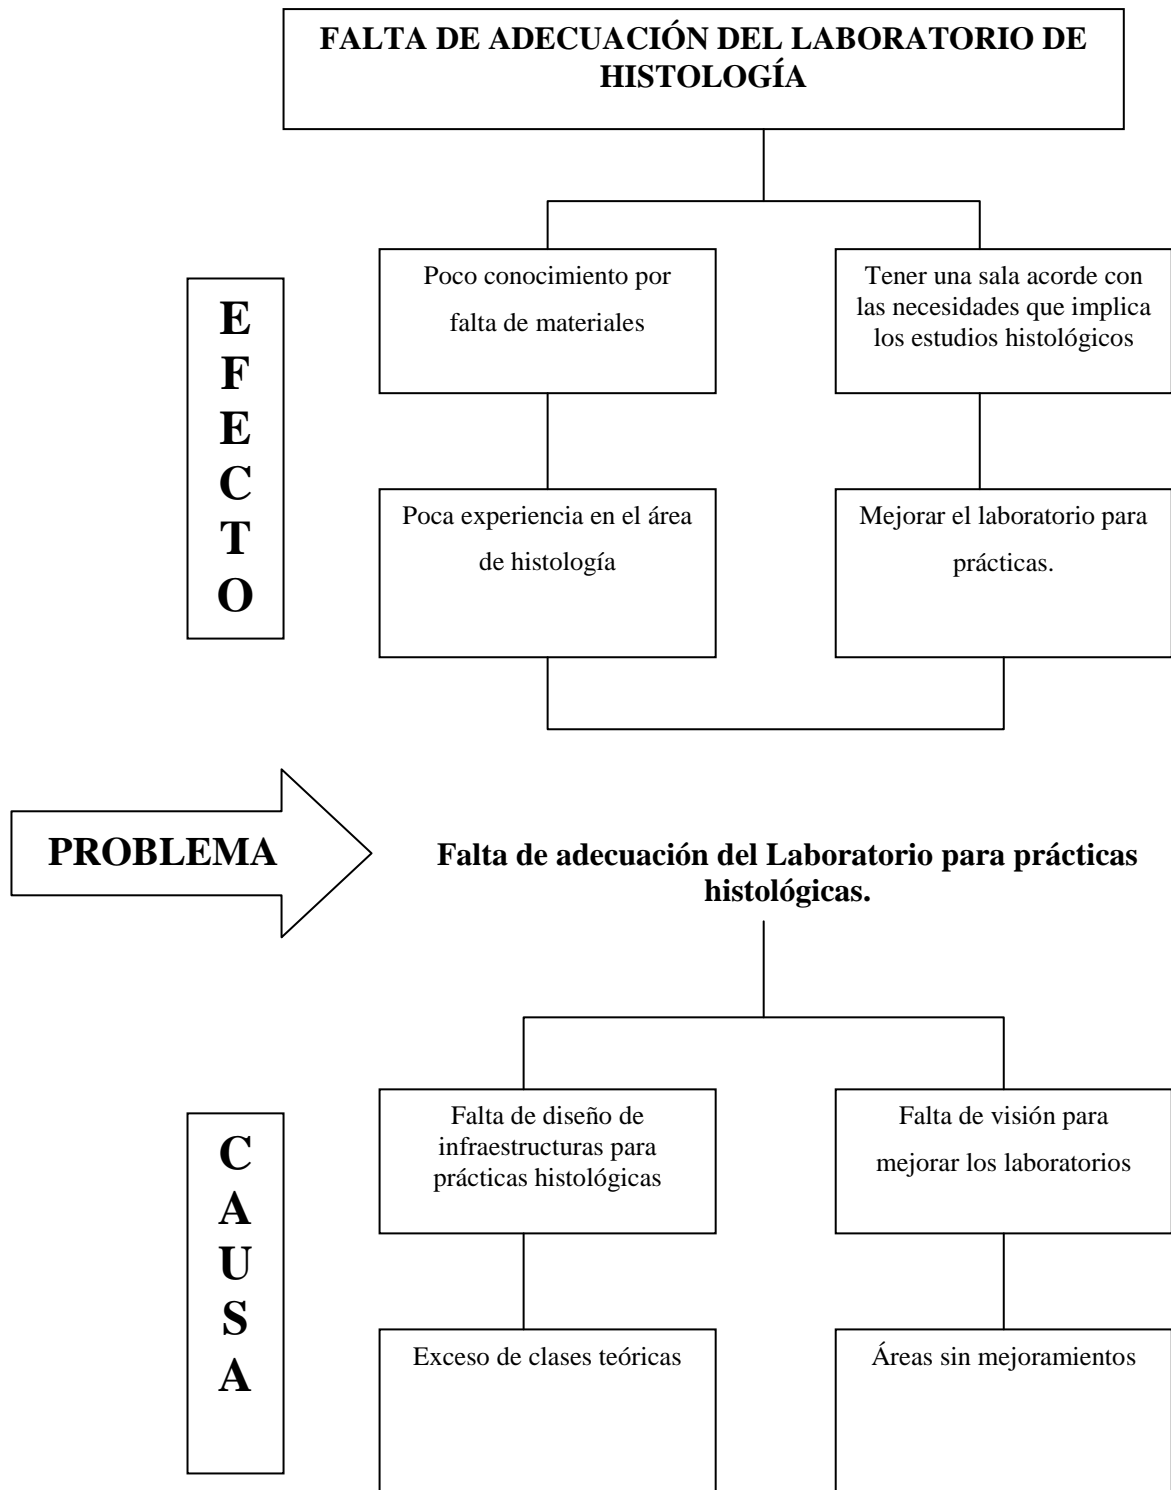 FALTA DE ADECUACIÓN DEL LABORATORIO DE
HISTOLOGÍA
EFECTO
Poco conocimiento por
falta de materiales
Tener una sala acorde con
las necesidades que implica
los estudios histológicos
Poca experiencia en el área
de histología
Mejorar el laboratorio para
prácticas.
PROBLEMA
Falta de adecuación del Laboratorio para prácticas
histológicas.
CAUSA
Falta de diseño de
infraestructuras para
prácticas histológicas
Falta de visión para
mejorar los laboratorios
Exceso de clases teóricas
Áreas sin mejoramientos